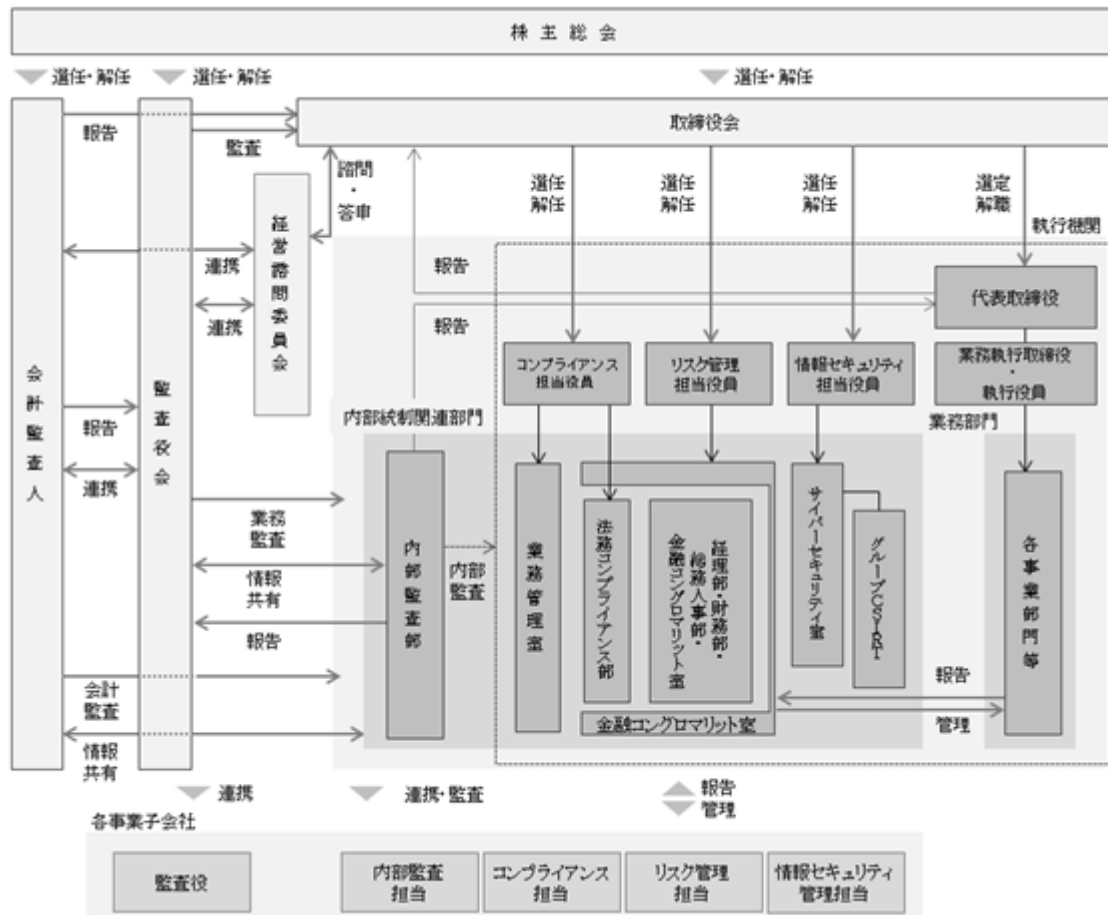 株主総会
選任・解任
選任・解任
選任・解任
取締役会
報告
監査
諮問
・
答申
選任
解任
選任
解任
選任
解任
選定
解職
執行機関
経営諮問委員会
連携
連携
報告
報告
代表取締役
コンプライアンス
担当役員
リスク管理
担当役員
情報セキュリティ
担当役員
業務執行取締役
・
執行役員
会計監査人
監査役会
報告
連携
内部統制関連部門
業務部門
業務
監査
情報
共有
報告
会計
監査
情報
共有
内部監査部
内部
監査
業務管理室
法務コンプライアンス部
経理部・財務部・
総務人事部・
金融コングロマリット室
金融コングロマリット室
サイバーセキュリティ室
グループCSIRT
各事業部門等
報告
管理
連携
連携・監査
報告
管理
各事業子会社
監査役
内部監査
担当
コンプライアンス
担当
リスク管理
担当
情報セキュリティ
管理担当